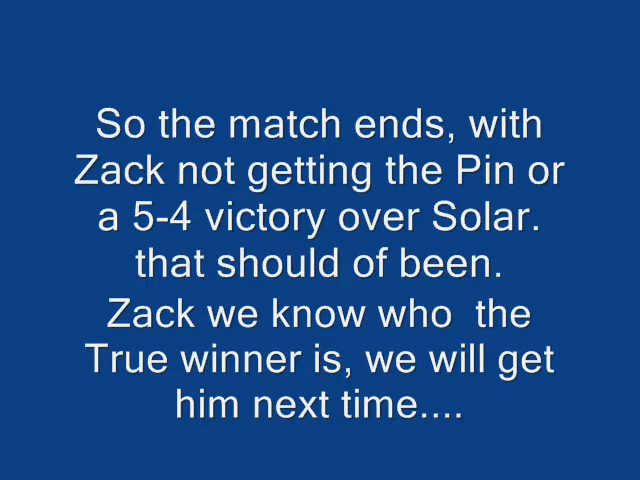 So the match ends, with
Zack not getting the Pin or
a 5-4 victory over Solar.
that should of been.
Zack we know who  the
True winner is, we will get
him next time....